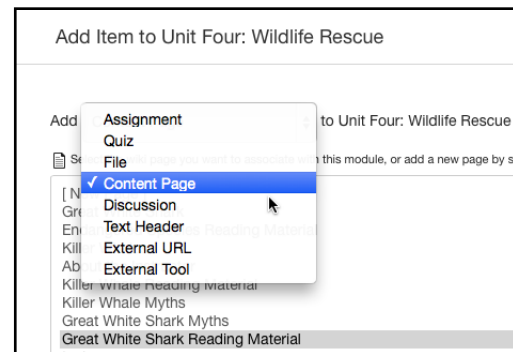 Add Item to Unit Four: Wildlife Rescue
Add
to Unit Four: Wildlife Rescue
Assignment
Quiz
File
✓ Content Page
Discussion
Text Header
External URL
External Tool
this module, or add a new page by s
Killer Whale Reading Material
Killer Whale Myths
Great White Shark Myths
Great White Shark Reading Material